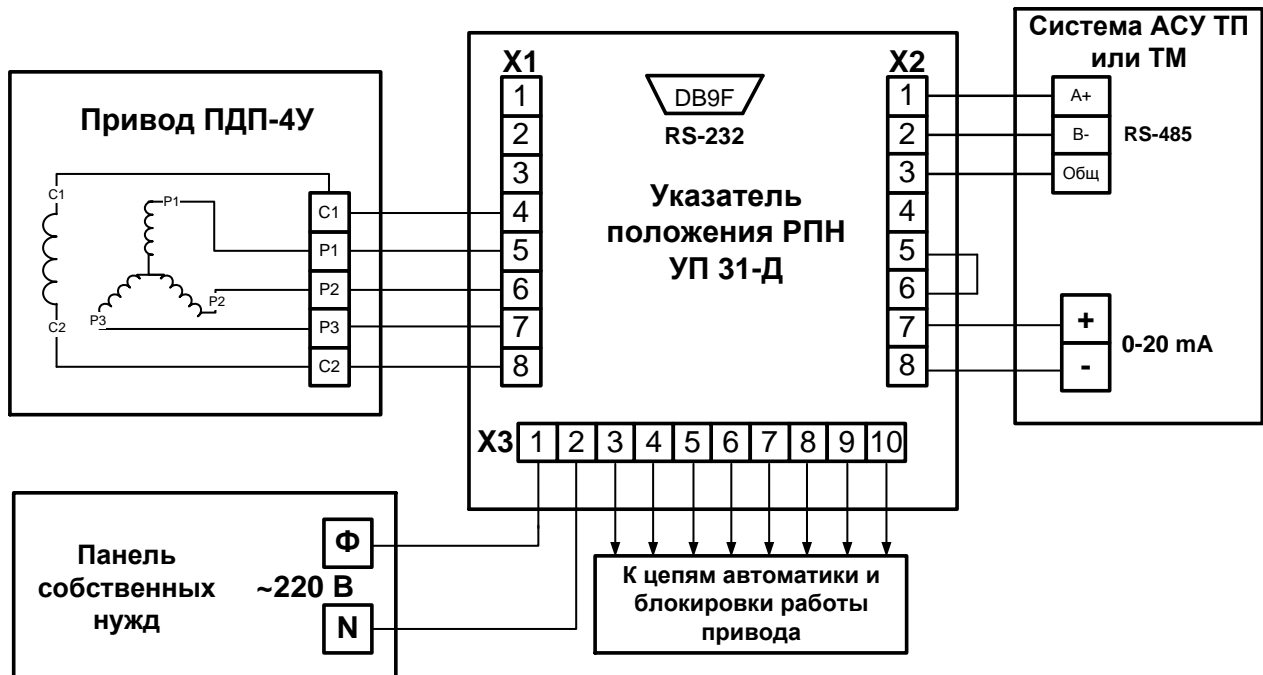 Привод ПДП-4У
C1
P1
P2
P3
C2
C1
P1
P2
P3
C2
X1
1
2
3
4
5
6
7
8
DB9F
RS-232
Указатель
положения РПН
УП 31-Д
X2
1
2
3
4
5
6
7
8
Система АСУ ТП
или ТМ
A+
B-
Общ
RS-485
+
-
0-20 mA
X3 1 2 3 4 5 6 7 8 9 10
Панель
собственных
нужд
~220 В
Ф
N
К цепям автоматики и
блокировки работы
привода